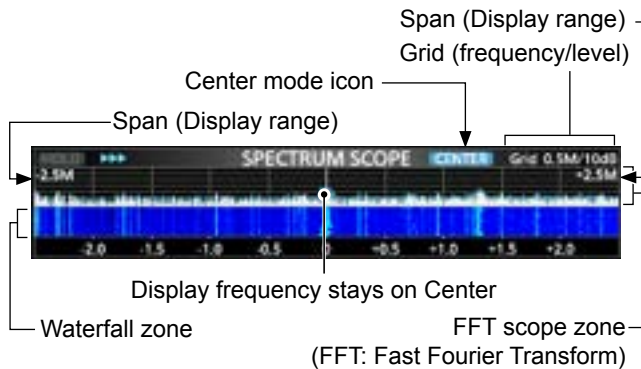 Span (Display range)
Grid (frequency/level)
Center mode icon
Span (Display range)
HOLD SPECTRUM SCOPE CENTER Grid 0.5M/10dB
-2.5M +2.5M
-2.0 -1.5 -1.0 -0.5 0 +0.5 +1.0 +1.5 +2.0
Display frequency stays on Center
Waterfall zone
FFT scope zone
(FFT: Fast Fourier Transform)